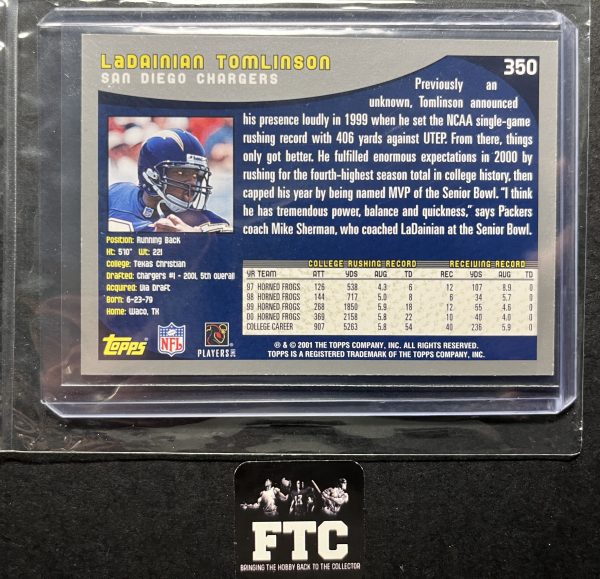 LaDainian Tomlinson
350
San Diego Chargers
Previously an
unknown, Tomlinson announced
his presence loudly in 1999 when he set the NCAA single-game
rushing record with 406 yards against UTEP. From there, things
only got better. He fulfilled enormous expectations in 2000 by
rushing for the fourth-highest season total in college history, then
capped his year by being named MVP of the Senior Bowl. "I think
he has tremendous power, balance and quickness," says Packers
coach Mike Sherman, who coached LaDainian at the Senior Bowl.
Position: Running Back
Ht: 5'10" Wt: 221
College: Texas Christian
Drafted: Chargers #1 - 2001, 5th overall
Acquired: Via Draft
Born: 6-23-79
Home: Waco, TX
COLLEGE RUSHING RECORD RECEIVING RECORD
YR TEAM ATT YDS AVG TD REC YDS AVG TD
97 HORNED FROGS 126 538 4.3 6 12 107 8.9 0
98 HORNED FROGS 144 717 5.0 8 6 34 5.7 0
99 HORNED FROGS 268 1850 6.9 18 12 55 4.6 0
00 HORNED FROGS 369 2158 5.8 22 10 40 4.0 0
COLLEGE CAREER 907 5263 5.8 54 40 236 5.9 0
Topps
NFL
PLAYERS INC
® & © 2001 THE TOPPS COMPANY, INC. ALL RIGHTS RESERVED.
TOPPS IS A REGISTERED TRADEMARK OF THE TOPPS COMPANY, INC.
FTC
BRINGING THE HOBBY BACK TO THE COLLECTOR